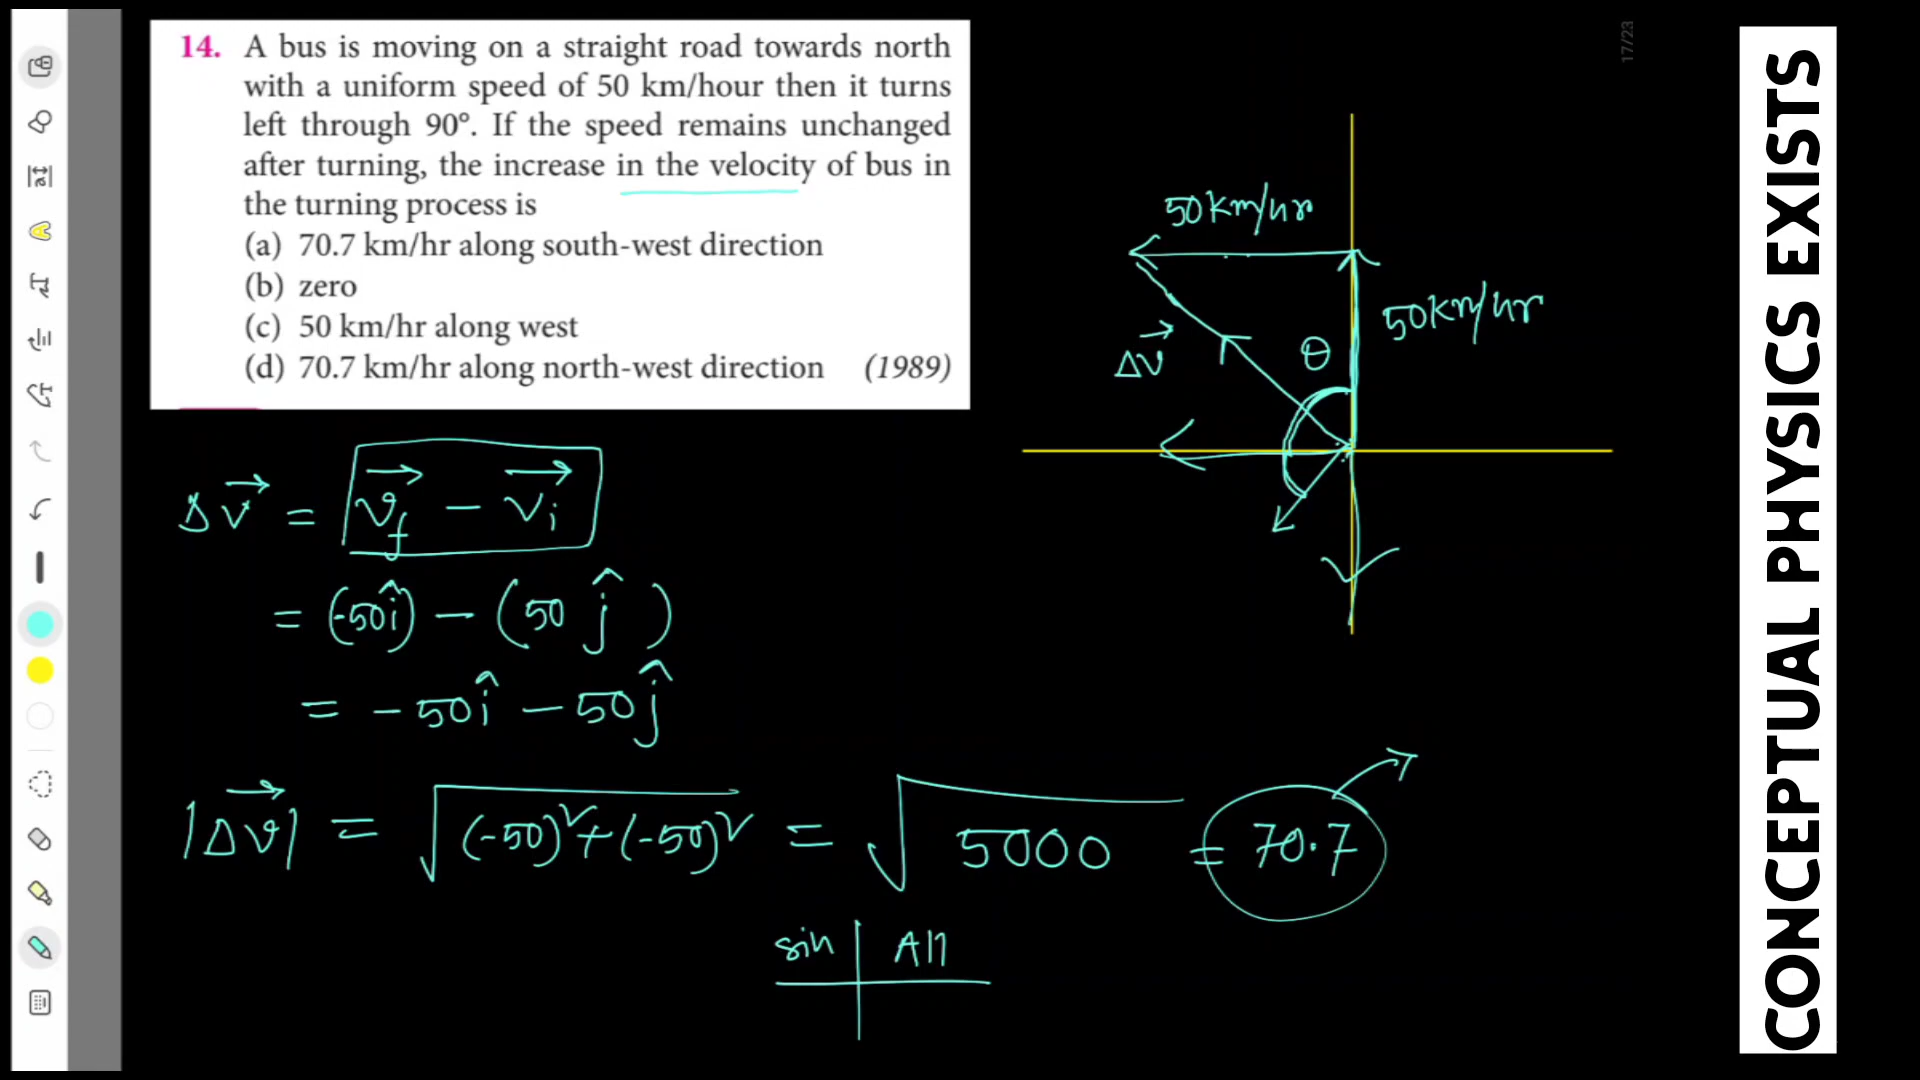 14. A bus is moving on a straight road towards north
with a uniform speed of 50 km/hour then it turns
left through 90°. If the speed remains unchanged
after turning, the increase in the velocity of bus in
the turning process is
(a) 70.7 km/hr along south-west direction
(b) zero
(c) 50 km/hr along west
(d) 70.7 km/hr along north-west direction (1989)
17/23
50km/hr
50km/hr
θ
Δv⃗
Δv⃗ = v⃗f − v⃗i
= (-50î) − (50 ĵ)
= -50î − 50ĵ
|Δv⃗| = √(-50)²+(-50)² = √5000 = 70.7
sin All
CONCEPTUAL PHYSICS EXISTS